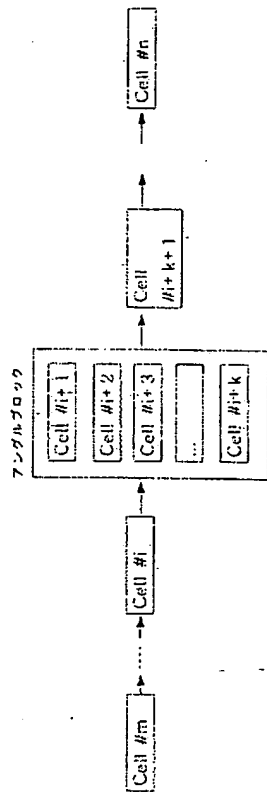 アングルブロック
Cell #m
.....
Cell #i
Cell #i+1
Cell #i+2
Cell #i+3
...
Cell #i+k
Cell
#i+k+1
Cell #n